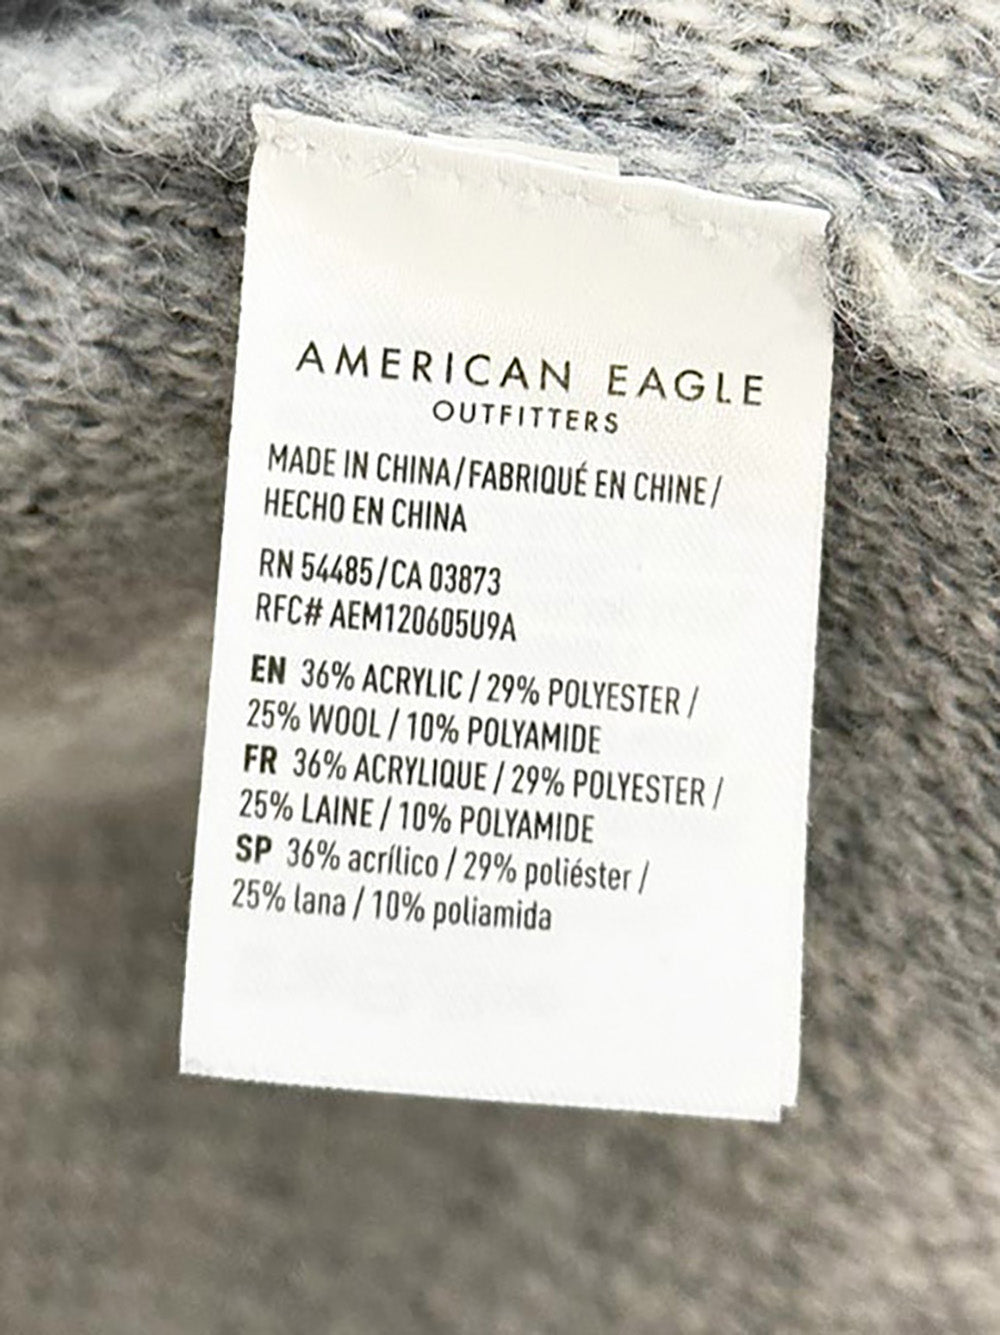 AMERICAN EAGLE
OUTFITTERS
MADE IN CHINA/FABRIQUÉ EN CHINE/
HECHO EN CHINA
RN 54485/CA 03873
RFC# AEM120605U9A
EN 36% ACRYLIC / 29% POLYESTER /
25% WOOL / 10% POLYAMIDE
FR 36% ACRYLIQUE / 29% POLYESTER /
25% LAINE / 10% POLYAMIDE
SP 36% acrílico / 29% poliéster /
25% lana / 10% poliamida